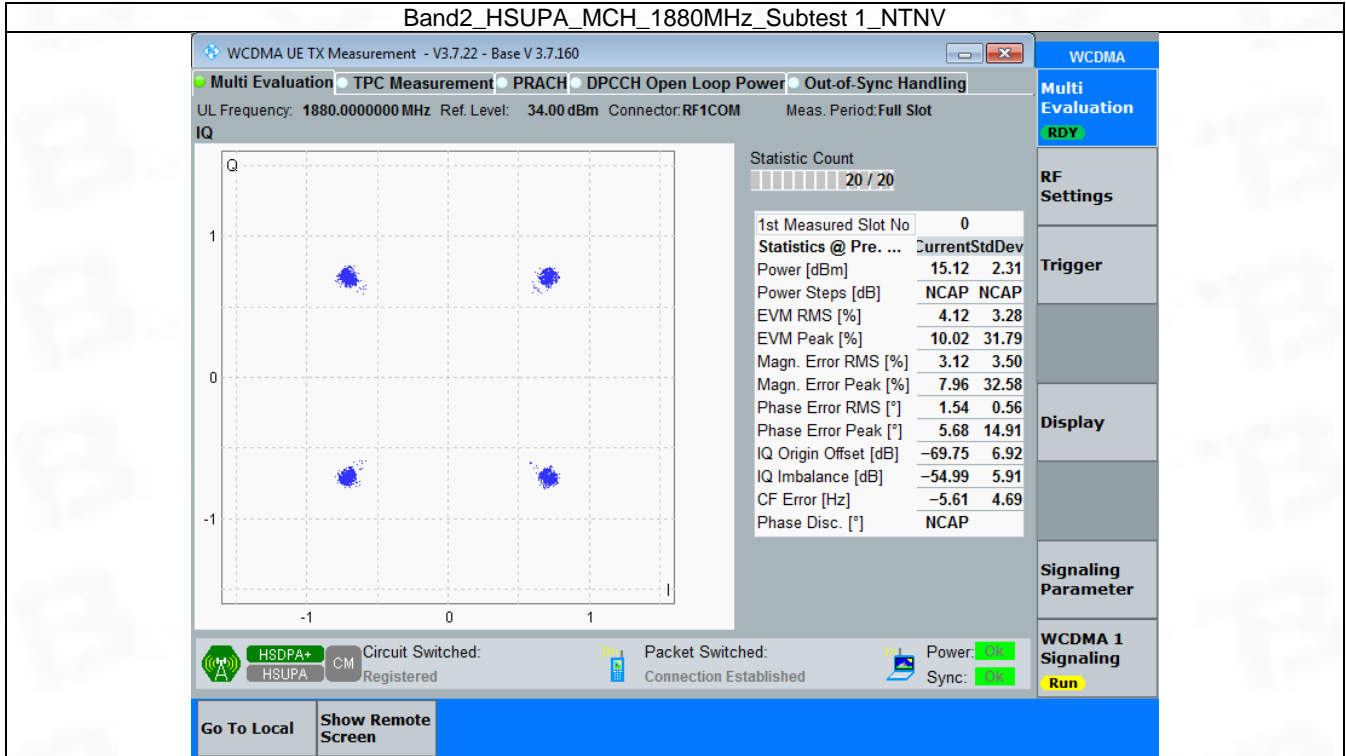 Band2_HSUPA_MCH_1880MHz_Subtest 1_NTNV
WCDMA UE TX Measurement - V3.7.22 - Base V 3.7.160
WCDMA
Multi Evaluation TPC Measurement PRACH DPCCH Open Loop Power Out-of-Sync Handling
Multi
Evaluation
RDY
UL Frequency: 1880.0000000 MHz Ref. Level: 34.00 dBm Connector: RF1COM Meas. Period: Full Slot
IQ
Q
1
0
-1
I
-1 0 1
Statistic Count
20 / 20
1st Measured Slot No 0
Statistics @ Pre. ... Current StdDev
Power [dBm] 15.12 2.31
Power Steps [dB] NCAP NCAP
EVM RMS [%] 4.12 3.28
EVM Peak [%] 10.02 31.79
Magn. Error RMS [%] 3.12 3.50
Magn. Error Peak [%] 7.96 32.58
Phase Error RMS [°] 1.54 0.56
Phase Error Peak [°] 5.68 14.91
IQ Origin Offset [dB] −69.75 6.92
IQ Imbalance [dB] −54.99 5.91
CF Error [Hz] −5.61 4.69
Phase Disc. [°] NCAP
RF
Settings
Trigger
Display
Signaling
Parameter
WCDMA 1
Signaling
Run
HSDPA+
HSUPA
CM
Circuit Switched:
Registered
Packet Switched:
Connection Established
Power: Ok
Sync: Ok
Go To Local
Show Remote
Screen